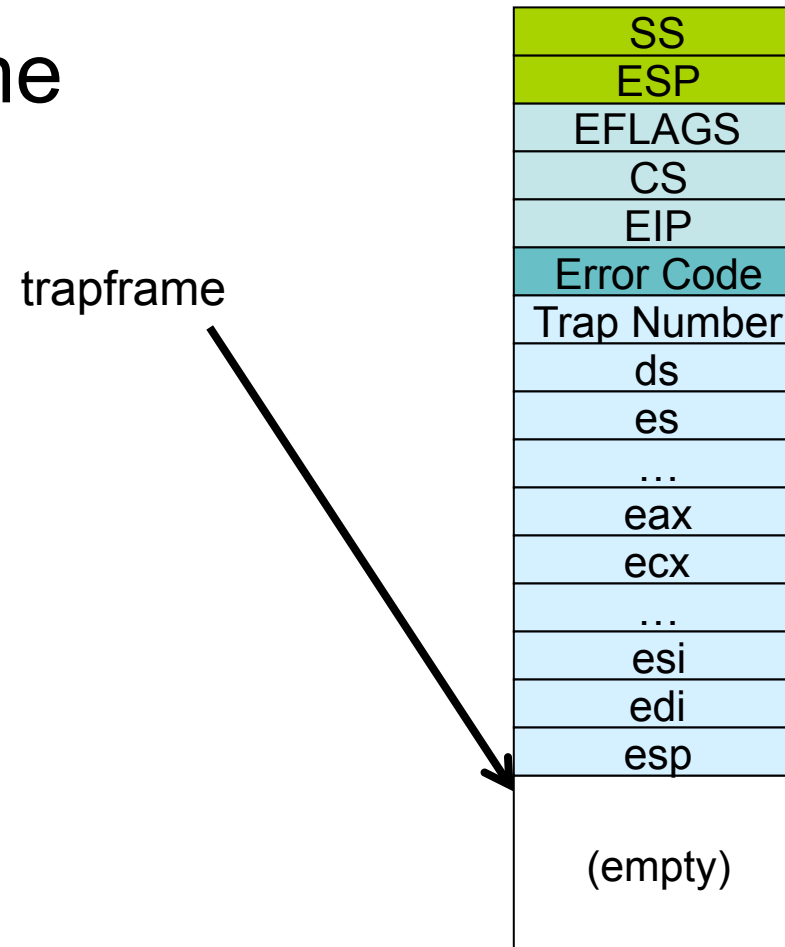 ne
SS
ESP
EFLAGS
CS
EIP
trapframe
Error Code
Trap Number
ds
es
...
eax
ecx
...
esi
edi
esp
(empty)